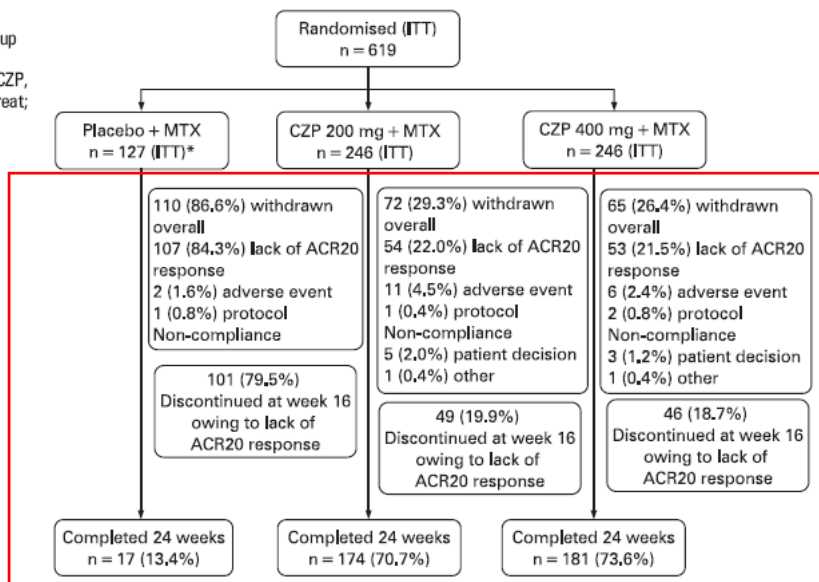 up
CZP,
reat;
Randomised (ITT)
n = 619
Placebo + MTX
n = 127 (ITT)*
CZP 200 mg + MTX
n = 246 (ITT)
CZP 400 mg + MTX
n = 246 (ITT)
110 (86.6%) withdrawn
overall
107 (84.3%) lack of ACR20
response
2 (1.6%) adverse event
1 (0.8%) protocol
Non-compliance
72 (29.3%) withdrawn
overall
54 (22.0%) lack of ACR20
response
11 (4.5%) adverse event
1 (0.4%) protocol
Non-compliance
5 (2.0%) patient decision
1 (0.4%) other
65 (26.4%) withdrawn
overall
53 (21.5%) lack of ACR20
response
6 (2.4%) adverse event
2 (0.8%) protocol
Non-compliance
3 (1.2%) patient decision
1 (0.4%) other
101 (79.5%)
Discontinued at week 16
owing to lack of
ACR20 response
49 (19.9%)
Discontinued at week 16
owing to lack of
ACR20 response
46 (18.7%)
Discontinued at week 16
owing to lack of
ACR20 response
Completed 24 weeks
n = 17 (13.4%)
Completed 24 weeks
n = 174 (70.7%)
Completed 24 weeks
n = 181 (73.6%)